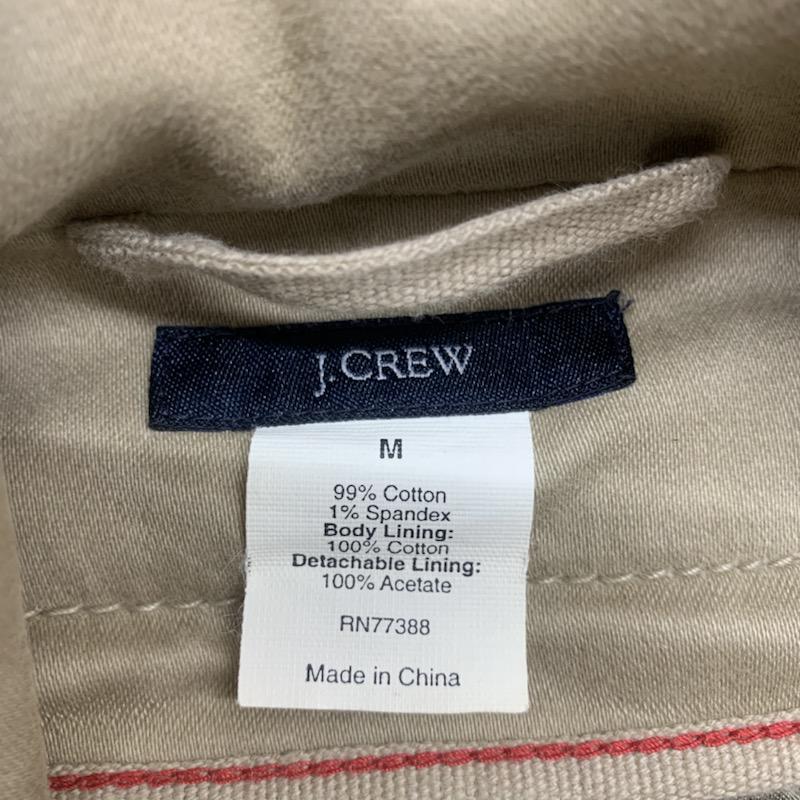 J.CREW
M
99% Cotton
1% Spandex
Body Lining:
100% Cotton
Detachable Lining:
100% Acetate
RN77388
Made in China